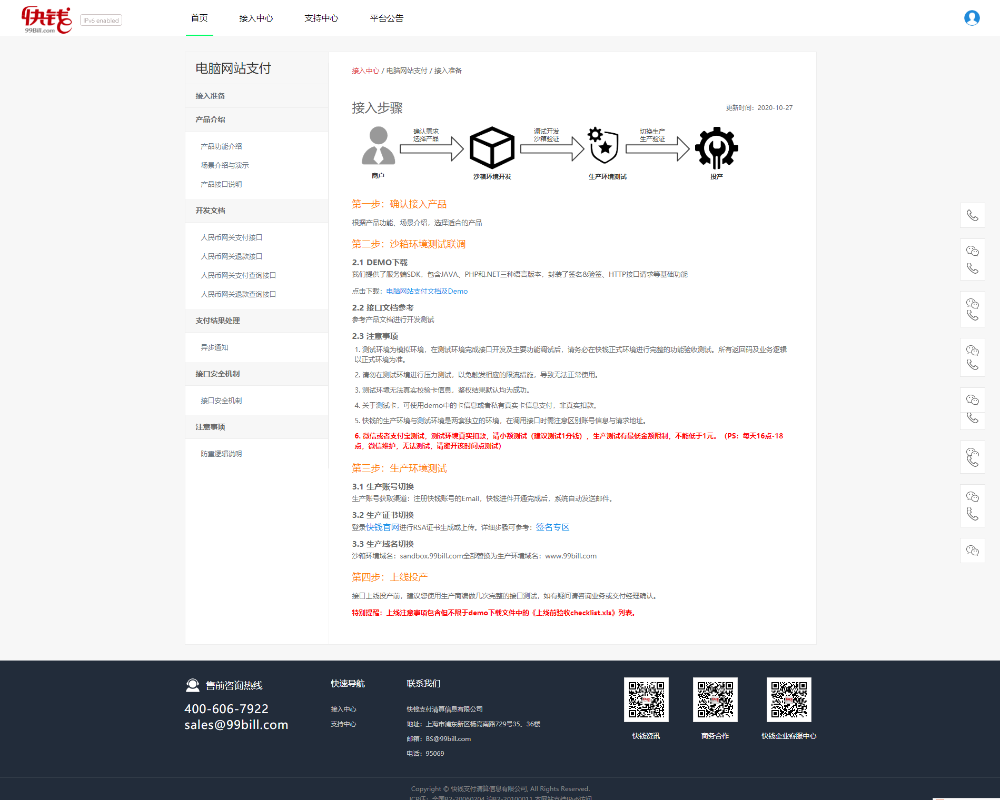 快钱
99Bill.com
IPv6 enabled
首页
接入中心
支持中心
平台公告
电脑网站支付
接入准备
产品介绍
产品功能介绍
场景介绍与演示
产品接口说明
开发文档
人民币网关支付接口
人民币网关退款接口
人民币网关支付查询接口
人民币网关退款查询接口
支付结果处理
异步通知
接口安全机制
接口安全机制
注意事项
防重逻辑说明
接入中心 / 电脑网站支付 / 接入准备
接入步骤
更新时间：2020-10-27
确认需求
选择产品
调试开发
沙箱验证
切换生产
生产验证
商户
沙箱环境开发
生产环境测试
投产
第一步：确认接入产品
根据产品功能、场景介绍，选择适合的产品
第二步：沙箱环境测试联调
2.1 DEMO下载
我们提供了服务端SDK，包含JAVA、PHP和.NET三种语言版本，封装了签名&验签、HTTP接口请求等基础功能
点击下载：电脑网站支付文档及Demo
2.2 接口文档参考
参考产品文档进行开发测试
2.3 注意事项
1. 测试环境为模拟环境，在测试环境完成接口开发及主要功能调试后，请务必在快钱正式环境进行完整的功能验收测试。所有返回码及业务逻辑
以正式环境为准。
2. 请勿在测试环境进行压力测试，以免触发相应的限流措施，导致无法正常使用。
3. 测试环境无法真实校验卡信息，鉴权结果默认均为成功。
4. 关于测试卡，可使用demo中的卡信息或者私有真实卡信息支付，非真实扣款。
5. 快钱的生产环境与测试环境是两套独立的环境，在调用接口时需注意区别账号信息与请求地址。
6. 微信或者支付宝测试，测试环境真实扣款，请小额测试（建议测试1分钱），生产测试有最低金额限制，不能低于1元。（PS：每天16点-18
点，微信维护，无法测试，请避开该时间点测试）
第三步：生产环境测试
3.1 生产账号切换
生产账号获取渠道：注册快钱账号的Email，快钱进件开通完成后，系统自动发送邮件。
3.2 生产证书切换
登录快钱官网进行RSA证书生成或上传。详细步骤可参考：签名专区
3.3 生产域名切换
沙箱环境域名：sandbox.99bill.com全部替换为生产环境域名：www.99bill.com
第四步：上线投产
接口上线投产前，建议您使用生产商编做几次完整的接口测试，如有疑问请咨询业务或交付经理确认。
特别提醒：上线注意事项包含但不限于demo下载文件中的《上线前验收checklist.xls》列表。
售前咨询热线
400-606-7922
sales@99bill.com
快速导航
接入中心
支持中心
联系我们
快钱支付清算信息有限公司
地址：上海市浦东新区杨高南路729号35、36楼
邮箱：BS@99bill.com
电话：95069
快钱资讯
商务合作
快钱企业客服中心
Copyright © 快钱支付清算信息有限公司, All Rights Reserved.
ICP证：全国B2-20060204 沪B2-20100011 本网站支持IPv6访问